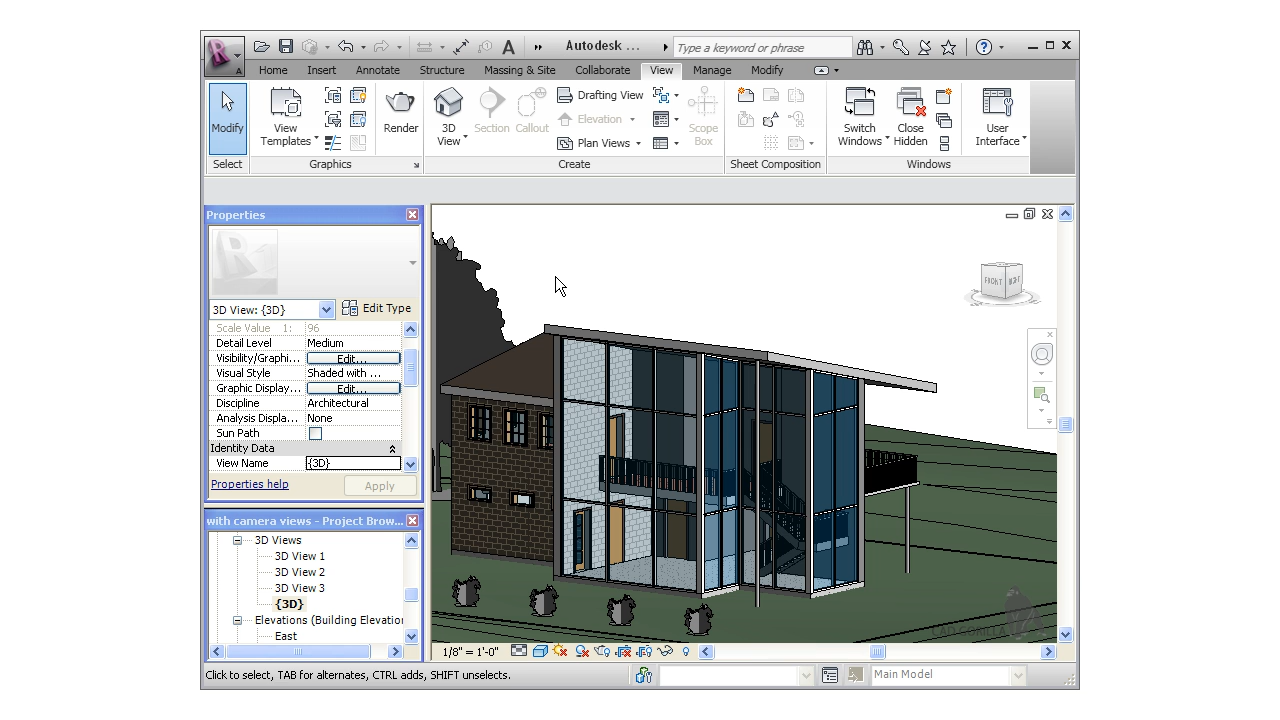 Autodesk ...
Type a keyword or phrase
Home Insert Annotate Structure Massing & Site Collaborate View Manage Modify
Modify
View Templates
Render
3D View
Section
Callout
Drafting View
Elevation
Plan Views
Scope Box
Switch Windows
Close Hidden
User Interface
Select Graphics Create Sheet Composition Windows
Properties
3D View: {3D}
Edit Type
Scale Value 1: 96
Detail Level Medium
Visibility/Graphi... Edit...
Visual Style Shaded with ...
Graphic Display... Edit...
Discipline Architectural
Analysis Displa... None
Sun Path
Identity Data
View Name {3D}
Properties help
Apply
with camera views - Project Brow...
3D Views
3D View 1
3D View 2
3D View 3
{3D}
Elevations (Building Elevation
East
FRONT
CAD GORILLA
1/8" = 1'-0"
Click to select, TAB for alternates, CTRL adds, SHIFT unselects.
Main Model